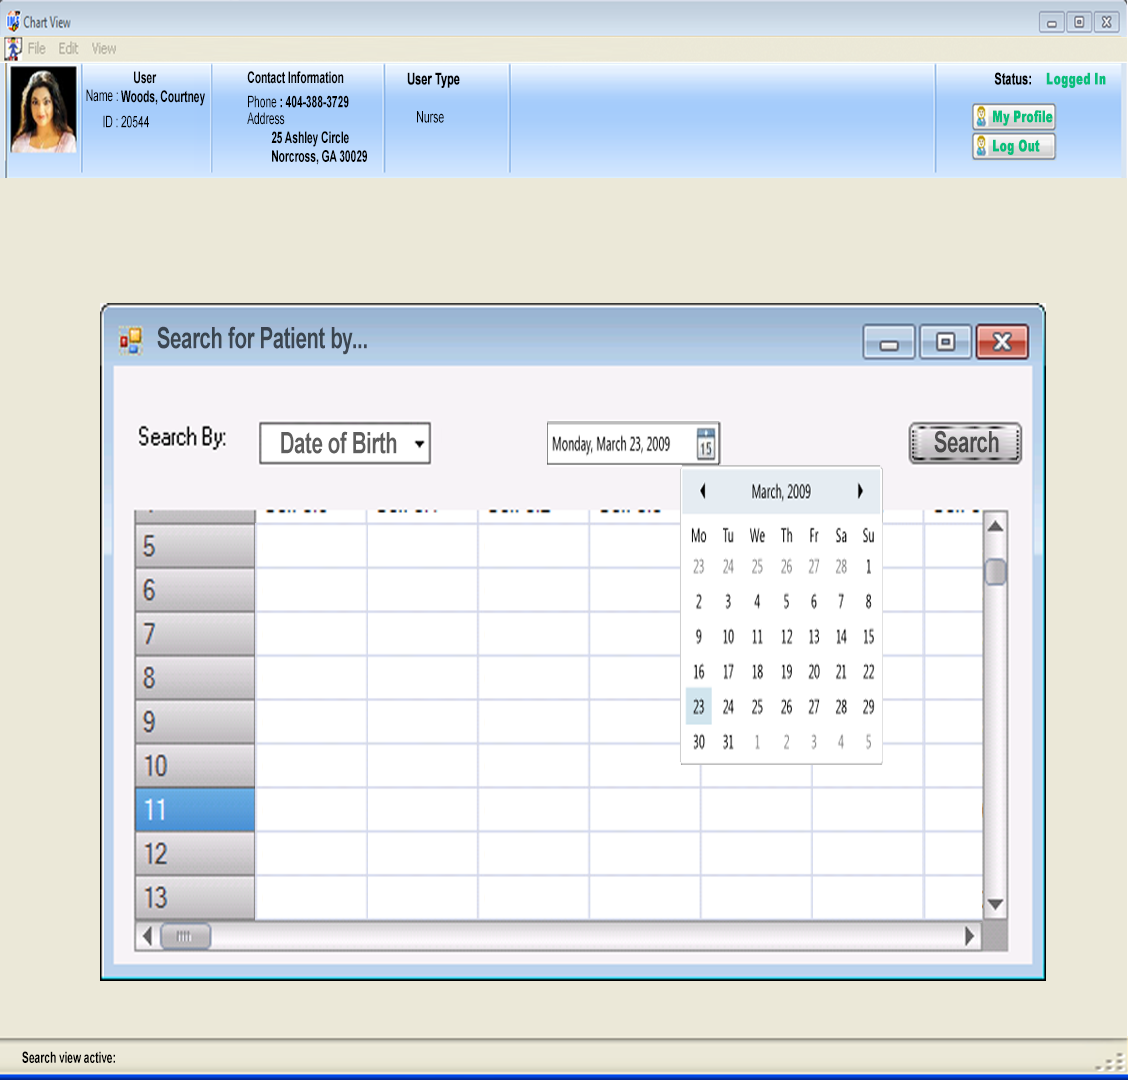 Chart View
File Edit View
User
Name : Woods, Courtney
ID : 20544
Contact Information
Phone : 404-388-3729
Address
25 Ashley Circle
Norcross, GA 30029
User Type
Nurse
Status: Logged In
My Profile
Log Out
Search for Patient by...
Search By:
Date of Birth
Monday, March 23, 2009
15
Search
March, 2009
Mo Tu We Th Fr Sa Su
23 24 25 26 27 28 1
2 3 4 5 6 7 8
9 10 11 12 13 14 15
16 17 18 19 20 21 22
23 24 25 26 27 28 29
30 31 1 2 3 4 5
5
6
7
8
9
10
11
12
13
Search view active: